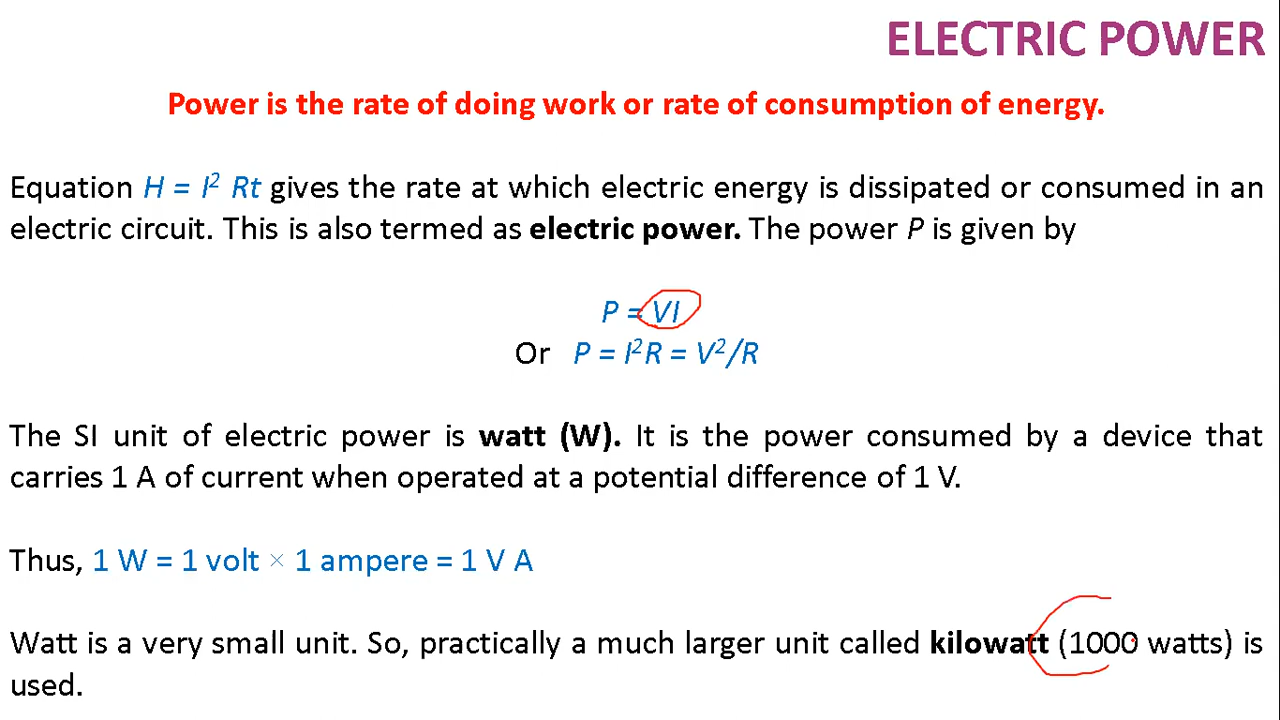 ELECTRIC POWER
Power is the rate of doing work or rate of consumption of energy.
Equation H = I² Rt gives the rate at which electric energy is dissipated or consumed in an
electric circuit. This is also termed as electric power. The power P is given by
P = VI
Or P = I²R = V²/R
The SI unit of electric power is watt (W). It is the power consumed by a device that
carries 1 A of current when operated at a potential difference of 1 V.
Thus, 1 W = 1 volt × 1 ampere = 1 V A
Watt is a very small unit. So, practically a much larger unit called kilowatt (1000 watts) is
used.